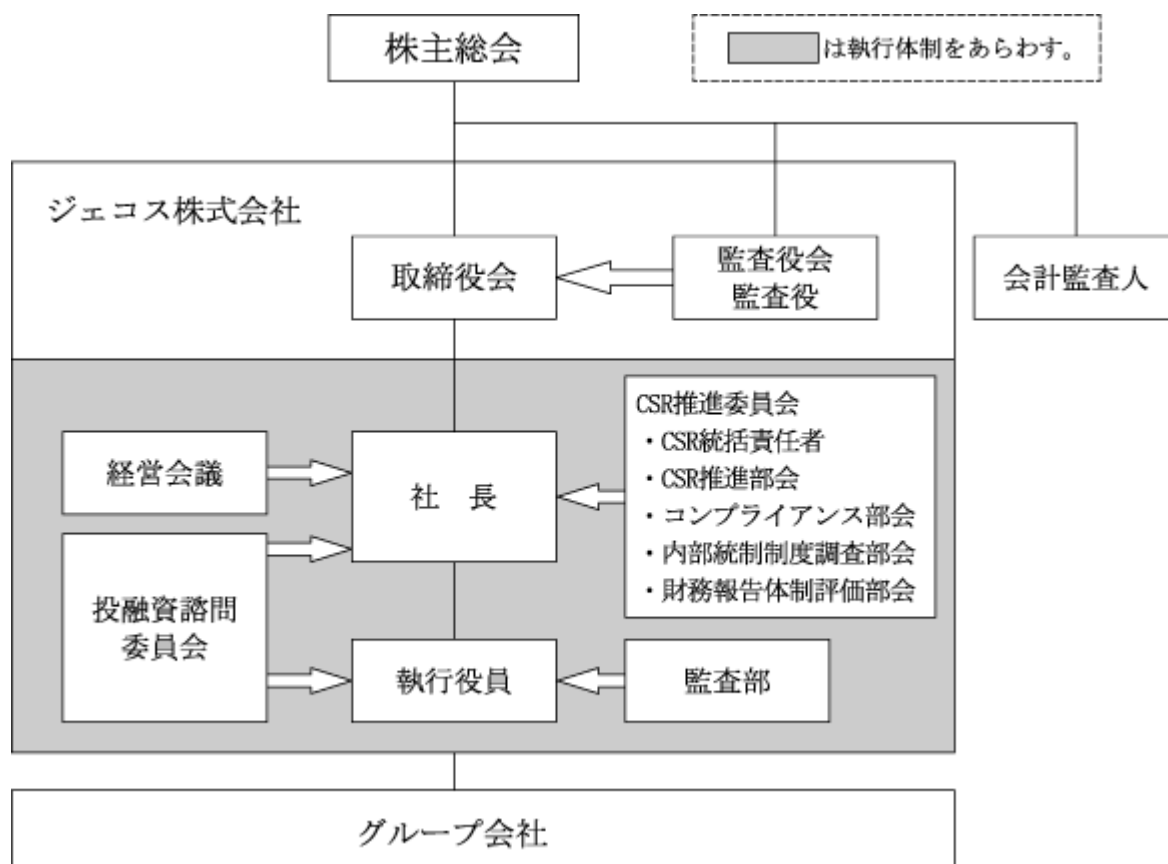 株主総会
は執行体制をあらわす。
ジェコス株式会社
取締役会
監査役会
監査役
会計監査人
経営会議
社　長
CSR推進委員会
・CSR統括責任者
・CSR推進部会
・コンプライアンス部会
・内部統制制度調査部会
・財務報告体制評価部会
投融資諮問
委員会
執行役員
監査部
グループ会社